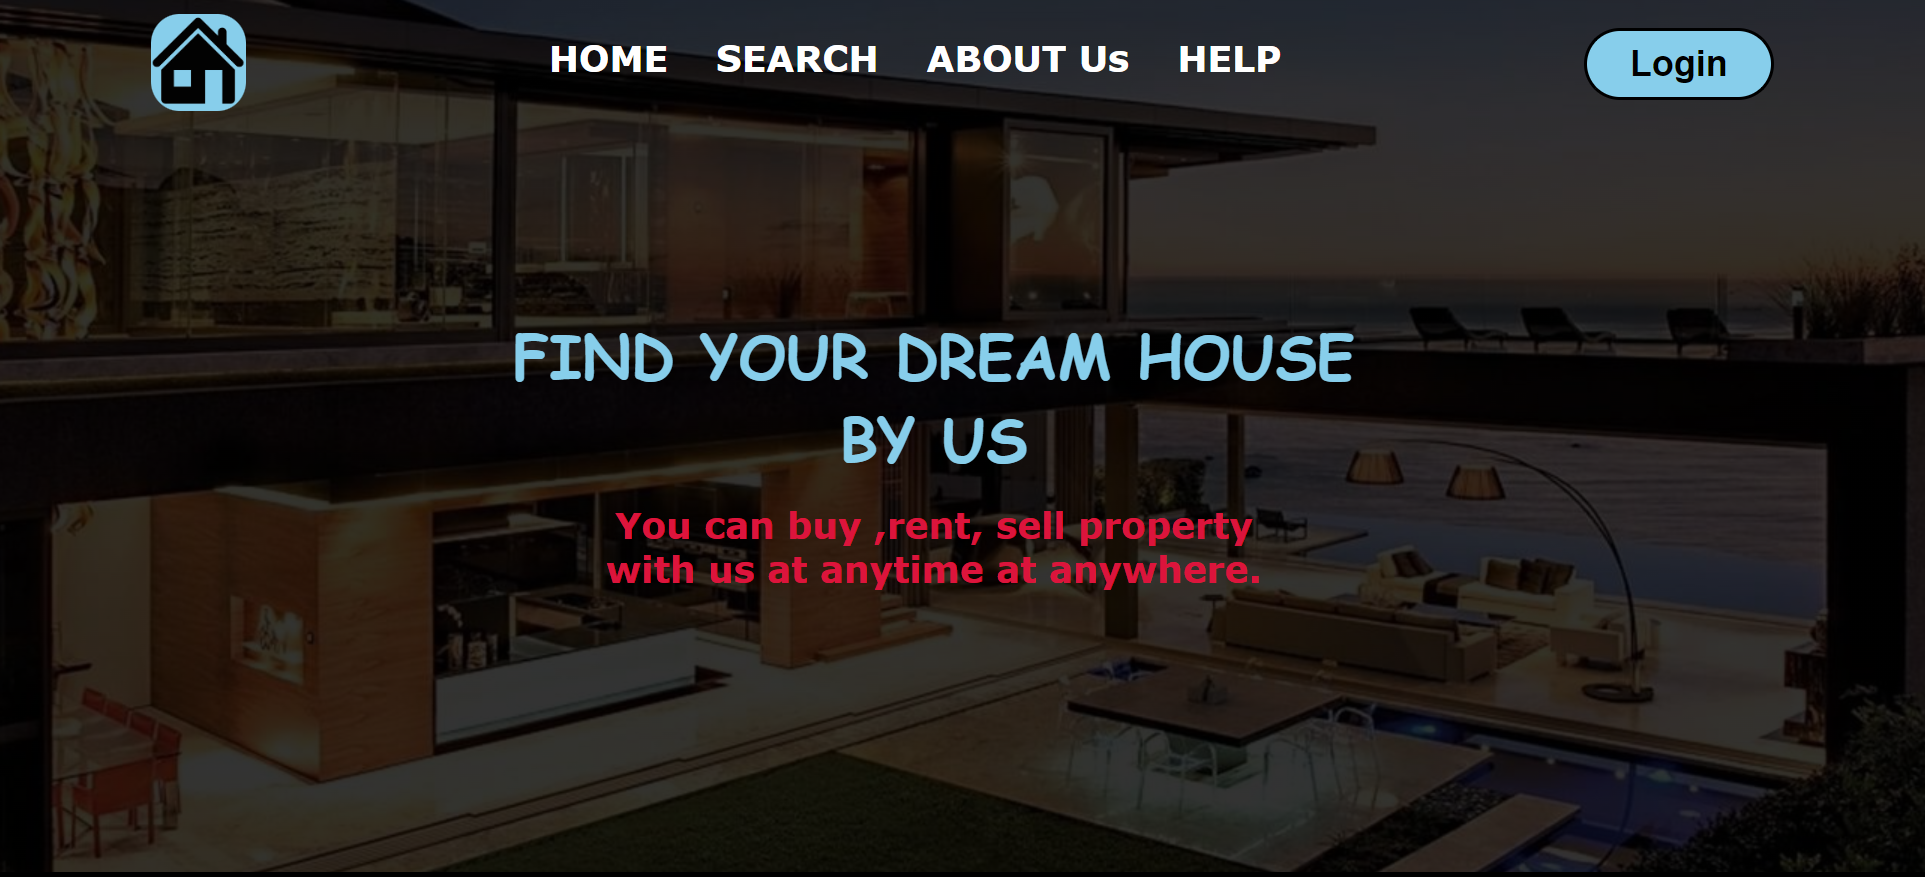 HOME SEARCH ABOUT Us HELP Login
FIND YOUR DREAM HOUSE
BY US
You can buy ,rent, sell property
with us at anytime at anywhere.